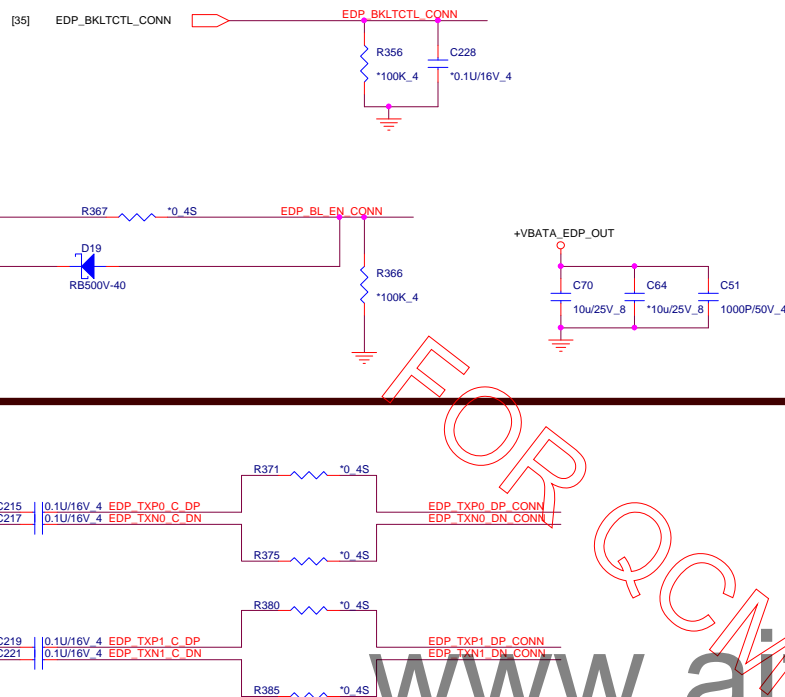 [35] EDP_BKLTCTL_CONN
EDP_BKLTCTL_CONN
R356
*100K_4
C228
*0.1U/16V_4
R367
*0_4S
EDP_BL_EN_CONN
D19
RB500V-40
R366
*100K_4
+VBATA_EDP_OUT
C70
10u/25V_8
C64
*10u/25V_8
C51
1000P/50V_4
FOR QCM
R371
*0_4S
C215
0.1U/16V_4
EDP_TXP0_C_DP
EDP_TXP0_DP_CONN
C217
0.1U/16V_4
EDP_TXN0_C_DN
EDP_TXN0_DN_CONN
R375
*0_4S
R380
*0_4S
C219
0.1U/16V_4
EDP_TXP1_C_DP
EDP_TXP1_DP_CONN
C221
0.1U/16V_4
EDP_TXN1_C_DN
EDP_TXN1_DN_CONN
R385
*0_4S
www.ai